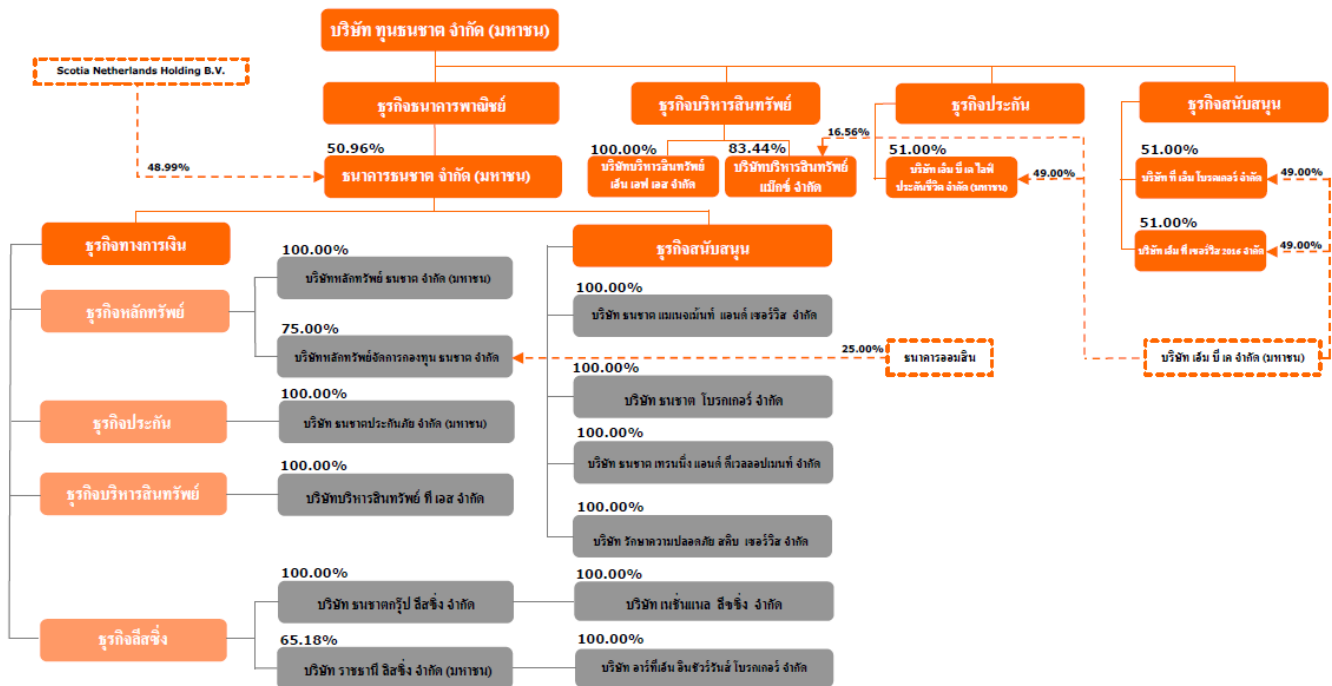 บริษัท ทุนธนชาต จำกัด (มหาชน)
Scotia Netherlands Holding B.V.
ธุรกิจธนาคารพาณิชย์
ธุรกิจบริหารสินทรัพย์
ธุรกิจประกัน
ธุรกิจสนับสนุน
48.99%
50.96%
ธนาคารธนชาต จำกัด (มหาชน)
100.00%
บริษัทบริหารสินทรัพย์
เอ็น เอฟ เอส จำกัด
83.44%
บริษัทบริหารสินทรัพย์
แม๊กซ์ จำกัด
16.56%
51.00%
บริษัท เอ็ม บี เค ไลฟ์
ประกันชีวิต จำกัด (มหาชน)
49.00%
51.00%
บริษัท ที เอ็ม โบรคเกอร์ จำกัด
49.00%
51.00%
บริษัท เอ็ม ที เซอร์วิส 2016 จำกัด
49.00%
ธุรกิจทางการเงิน
ธุรกิจสนับสนุน
ธุรกิจหลักทรัพย์
100.00%
บริษัทหลักทรัพย์ ธนชาต จำกัด (มหาชน)
75.00%
บริษัทหลักทรัพย์จัดการกองทุน ธนชาต จำกัด
25.00%
ธนาคารออมสิน
บริษัท เอ็ม บี เค จำกัด (มหาชน)
100.00%
บริษัท ธนชาต แมเนจเม้นท์ แอนด์ เซอร์วิส จำกัด
ธุรกิจประกัน
100.00%
บริษัท ธนชาตประกันภัย จำกัด (มหาชน)
100.00%
บริษัท ธนชาต โบรกเกอร์ จำกัด
ธุรกิจบริหารสินทรัพย์
100.00%
บริษัทบริหารสินทรัพย์ ที เอส จำกัด
100.00%
บริษัท ธนชาต เทรนนิ่ง แอนด์ ดีเวลลอปเมนท์ จำกัด
100.00%
บริษัท รักษาความปลอดภัย สคิบ เซอร์วิส จำกัด
ธุรกิจลีสซิ่ง
100.00%
บริษัท ธนชาตกรุ๊ป ลีสซิ่ง จำกัด
100.00%
บริษัท เนชั่นแนล ลีซซิ่ง จำกัด
65.18%
บริษัท ราชธานี ลิสซิ่ง จำกัด (มหาชน)
100.00%
บริษัท อาร์ทีเอ็น อินชัวร์รันส์ โบรกเกอร์ จำกัด